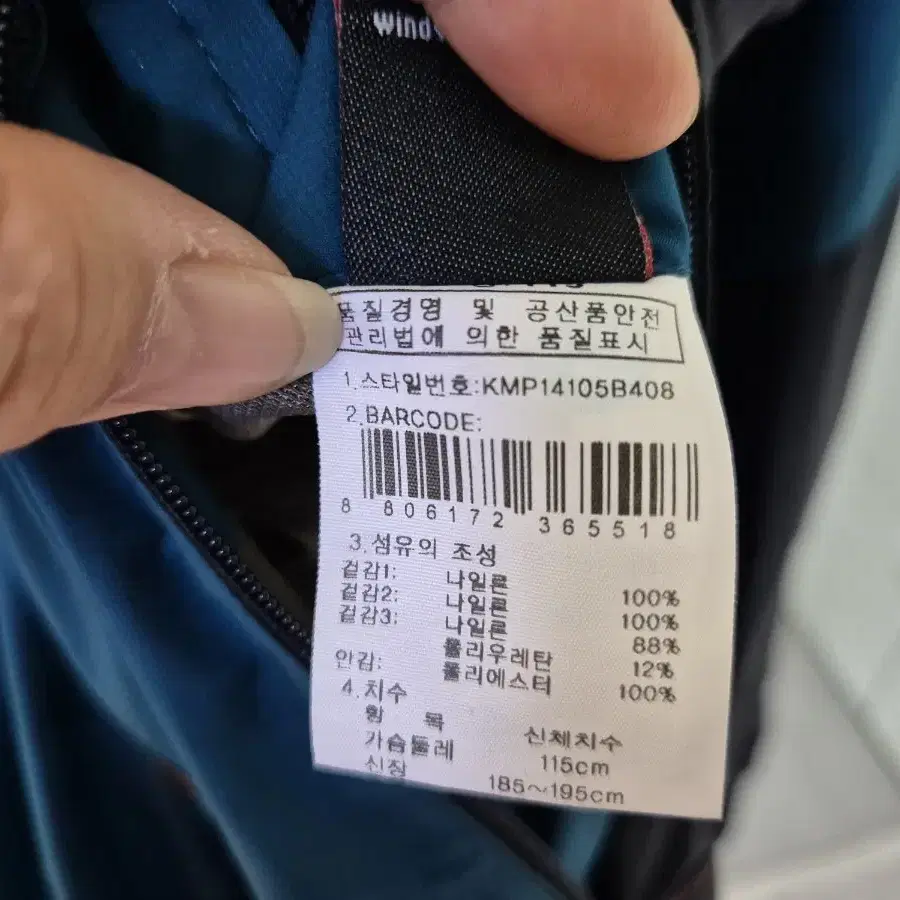 품질경영 및 공산품안전
관리법에 의한 품질표시
1.스타일번호:KMP14105B408
2.BARCODE:
8 806172 365518
3.섬유의 조성
겉감1: 나일론 100%
겉감2: 나일론 100%
겉감3: 나일론 88%
폴리우레탄 12%
안감: 폴리에스터 100%
4.치수
항 목 신체치수
가슴둘레 115cm
신장 185~195cm